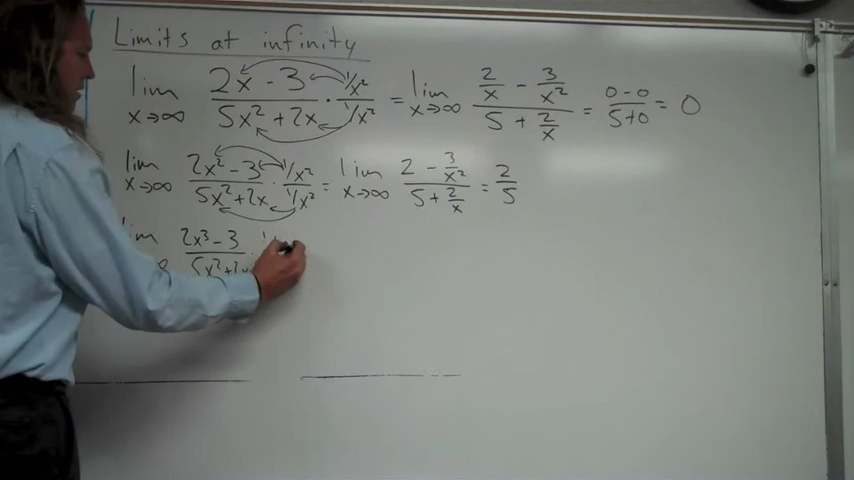 Limits at infinity
lim x→∞ (2x - 3)/(5x² + 2x) · (1/x²)/(1/x²) = lim x→∞ (2/x - 3/x²)/(5 + 2/x) = (0 - 0)/(5 + 0) = 0
lim x→∞ (2x² - 3)/(5x² + 2x) · (1/x²)/(1/x²) = lim x→∞ (2 - 3/x²)/(5 + 2/x) = 2/5
lim (2x³ - 3)/(5x² + 2x) ·